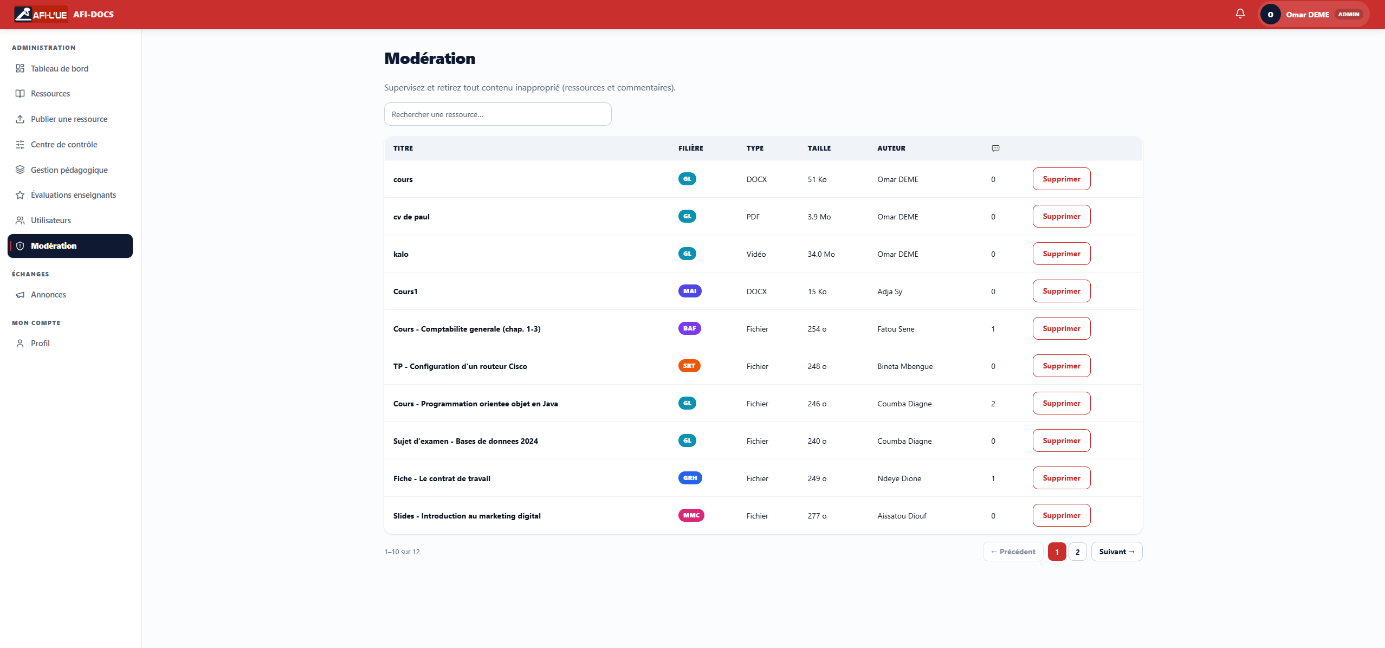 AFI-L'UE AFI-DOCS
O Omar DEME ADMIN
ADMINISTRATION
Tableau de bord
Ressources
Publier une ressource
Centre de contrôle
Gestion pédagogique
Évaluations enseignants
Utilisateurs
Modération
ÉCHANGES
Annonces
MON COMPTE
Profil
Modération
Supervisez et retirez tout contenu inapproprié (ressources et commentaires).
Rechercher une ressource...
TITRE FILIÈRE TYPE TAILLE AUTEUR
cours GL DOCX 51 Ko Omar DEME 0 Supprimer
cv de paul GL PDF 3.9 Mo Omar DEME 0 Supprimer
kalo GL Vidéo 34.0 Mo Omar DEME 0 Supprimer
Cours1 MAI DOCX 15 Ko Adja Sy 0 Supprimer
Cours - Comptabilite generale (chap. 1-3) BAF Fichier 254 o Fatou Sene 1 Supprimer
TP - Configuration d'un routeur Cisco SRT Fichier 248 o Bineta Mbengue 0 Supprimer
Cours - Programmation orientee objet en Java GL Fichier 246 o Coumba Diagne 2 Supprimer
Sujet d'examen - Bases de donnees 2024 GL Fichier 240 o Coumba Diagne 0 Supprimer
Fiche - Le contrat de travail GRH Fichier 249 o Ndeye Dione 1 Supprimer
Slides - Introduction au marketing digital MMC Fichier 277 o Aissatou Diouf 0 Supprimer
1–10 sur 12
← Précédent 1 2 Suivant →